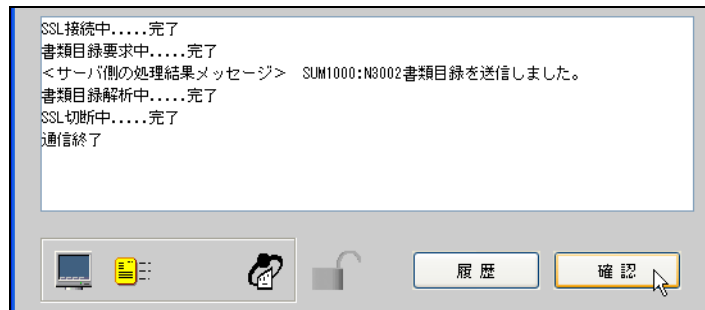 SSL接続中.....完了
書類目録要求中.....完了
＜サーバ側の処理結果メッセージ＞　SUM1000:N3002書類目録を送信しました。
書類目録解析中.....完了
SSL切断中.....完了
通信終了
履 歴
確 認